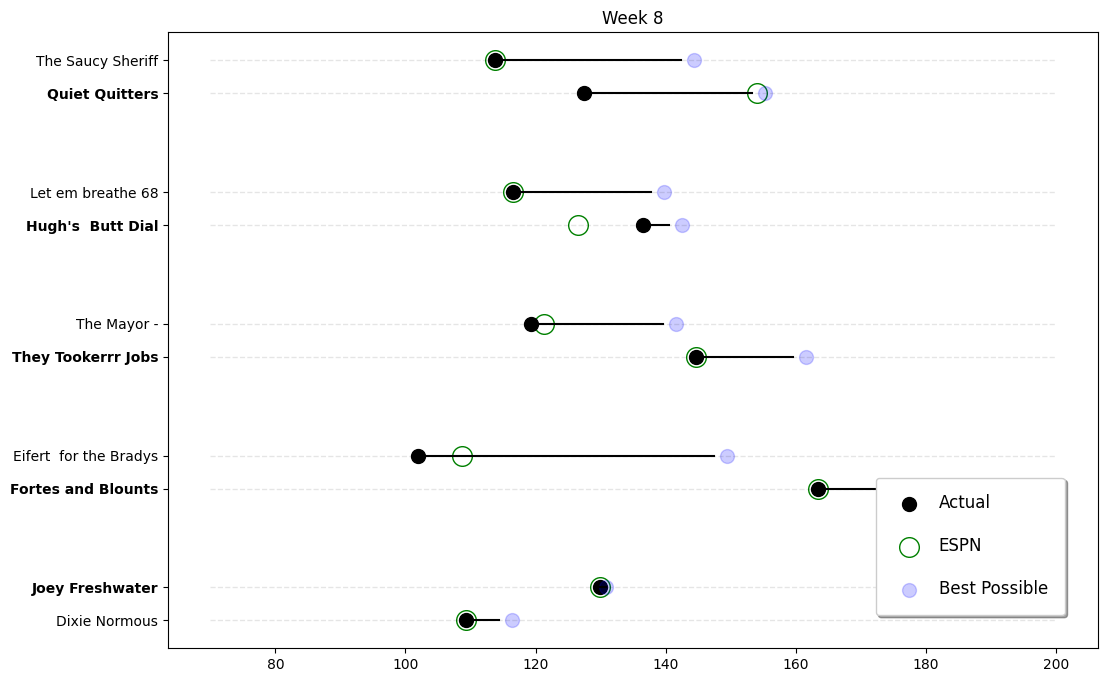 Week 8
The Saucy Sheriff
Quiet Quitters
Let em breathe 68
Hugh's  Butt Dial
The Mayor -
They Tookerrr Jobs
Eifert  for the Bradys
Fortes and Blounts
Joey Freshwater
Dixie Normous
Actual
ESPN
Best Possible
80 100 120 140 160 180 200